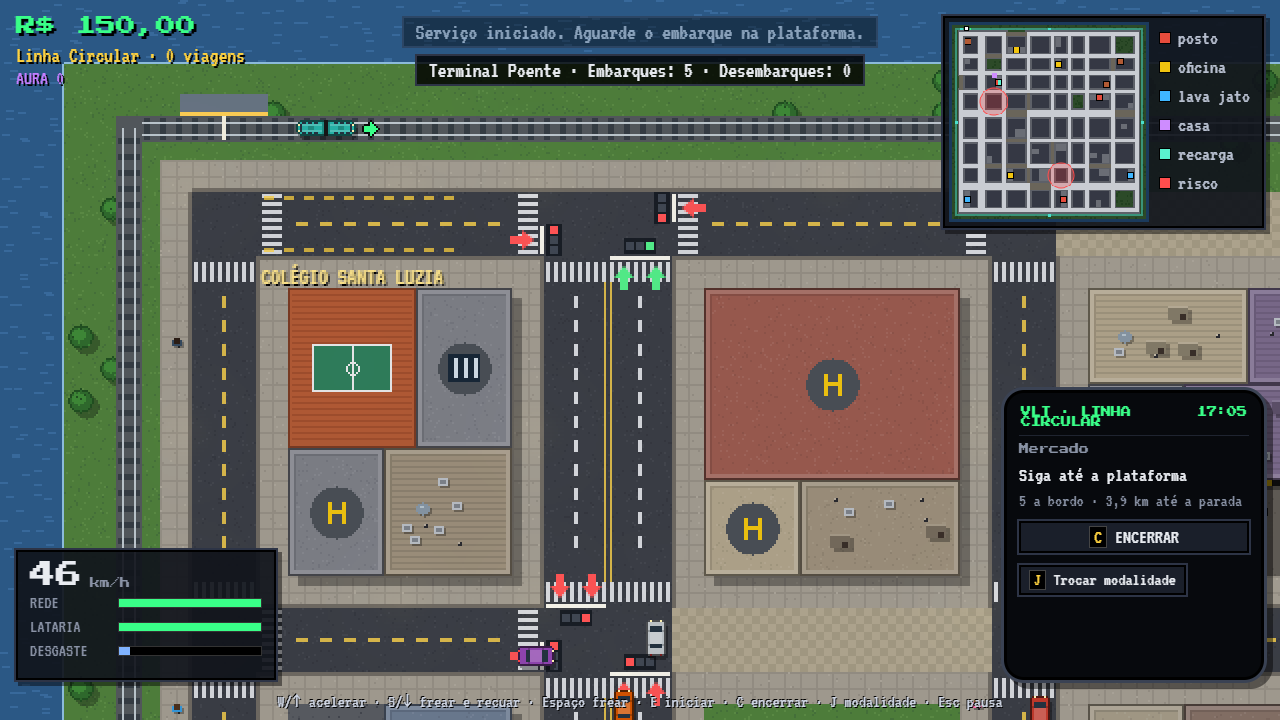 R$ 150,00
Linha Circular · 0 viagens
AURA 0
Serviço iniciado. Aguarde o embarque na plataforma.
Terminal Poente · Embarques: 5 · Desembarques: 0
posto
oficina
lava jato
casa
recarga
risco
COLÉGIO SANTA LUZIA
H
H
H
H
VLT · LINHA CIRCULAR 17:05
Mercado
Siga até a plataforma
5 a bordo · 3,9 km até a parada
C ENCERRAR
J Trocar modalidade
46 km/h
REDE
LATARIA
DESGASTE
W/↑ acelerar · S/↓ frear e recuar · Espaço frear · E iniciar · C encerrar · J modalidade · Esc pausa